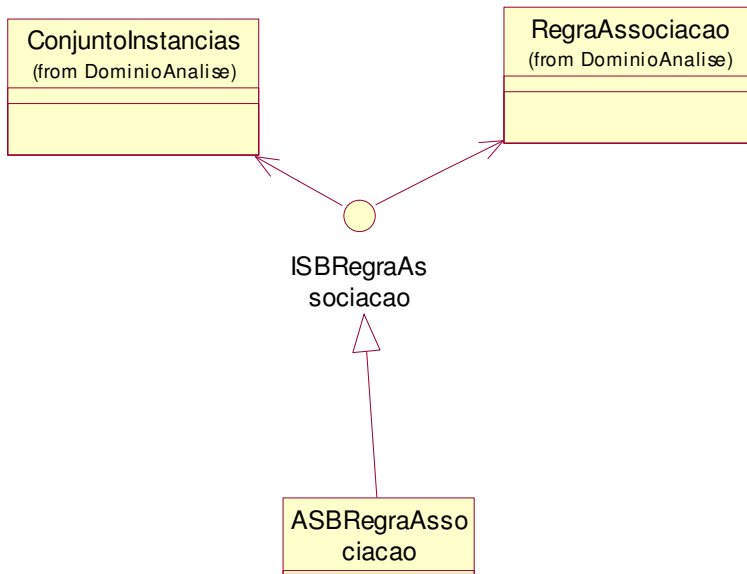 ConjuntoInstancias
(from DominioAnalise)
RegraAssociacao
(from DominioAnalise)
ISBRegraAs
sociacao
ASBRegraAsso
ciacao